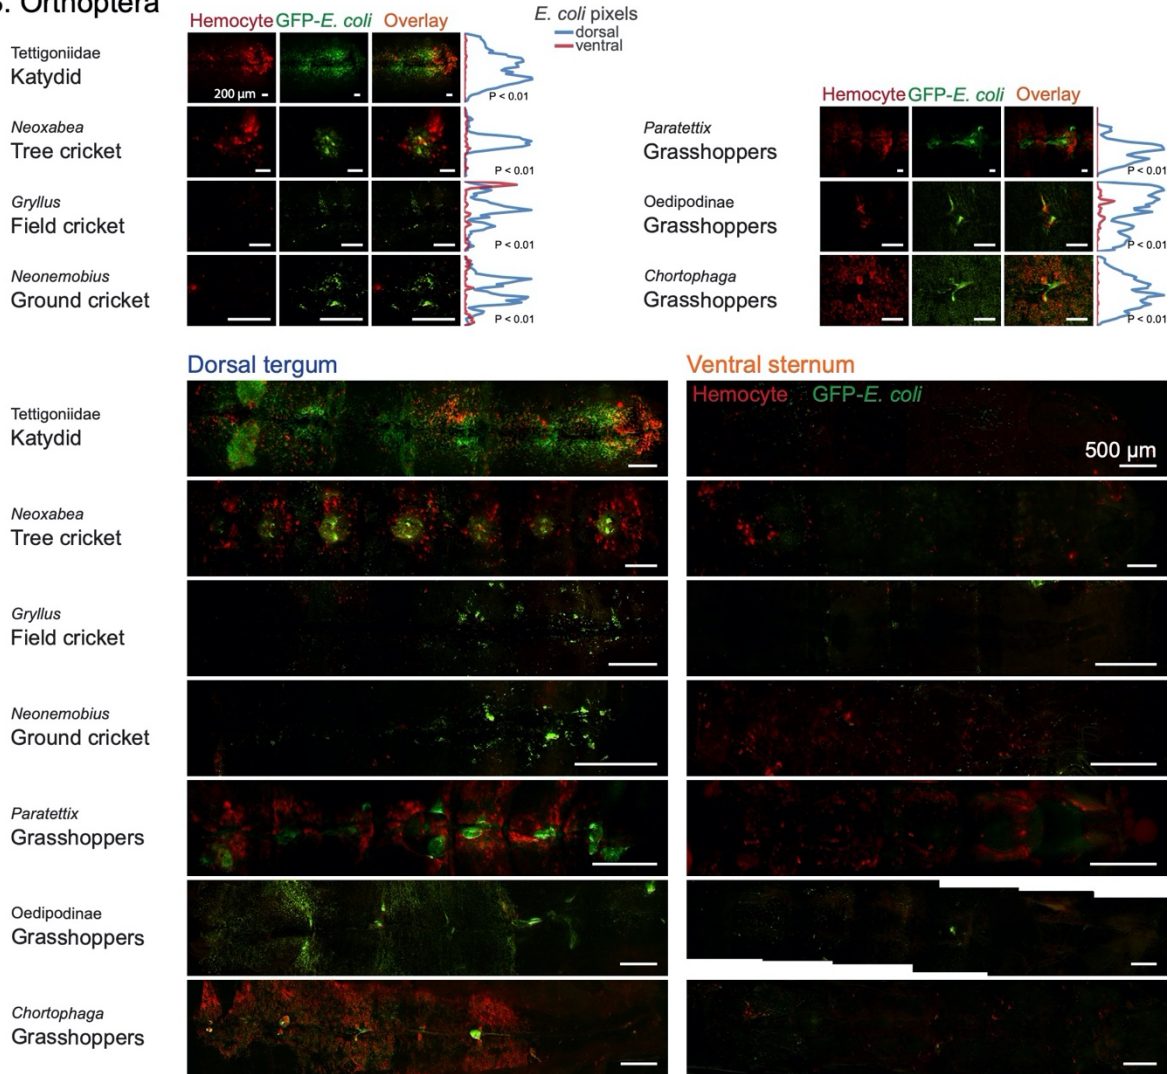 . Orthoptera
Hemocyte GFP-E. coli Overlay
E. coli pixels
dorsal
ventral
Tettigoniidae
Katydid
200 µm
P < 0.01
Neoxabea
Tree cricket
P < 0.01
Gryllus
Field cricket
P < 0.01
Neonemobius
Ground cricket
P < 0.01
Hemocyte GFP-E. coli Overlay
Paratettix
Grasshoppers
P < 0.01
Oedipodinae
Grasshoppers
P < 0.01
Chortophaga
Grasshoppers
P < 0.01
Dorsal tergum
Ventral sternum
Hemocyte GFP-E. coli
500 µm
Tettigoniidae
Katydid
Neoxabea
Tree cricket
Gryllus
Field cricket
Neonemobius
Ground cricket
Paratettix
Grasshoppers
Oedipodinae
Grasshoppers
Chortophaga
Grasshoppers